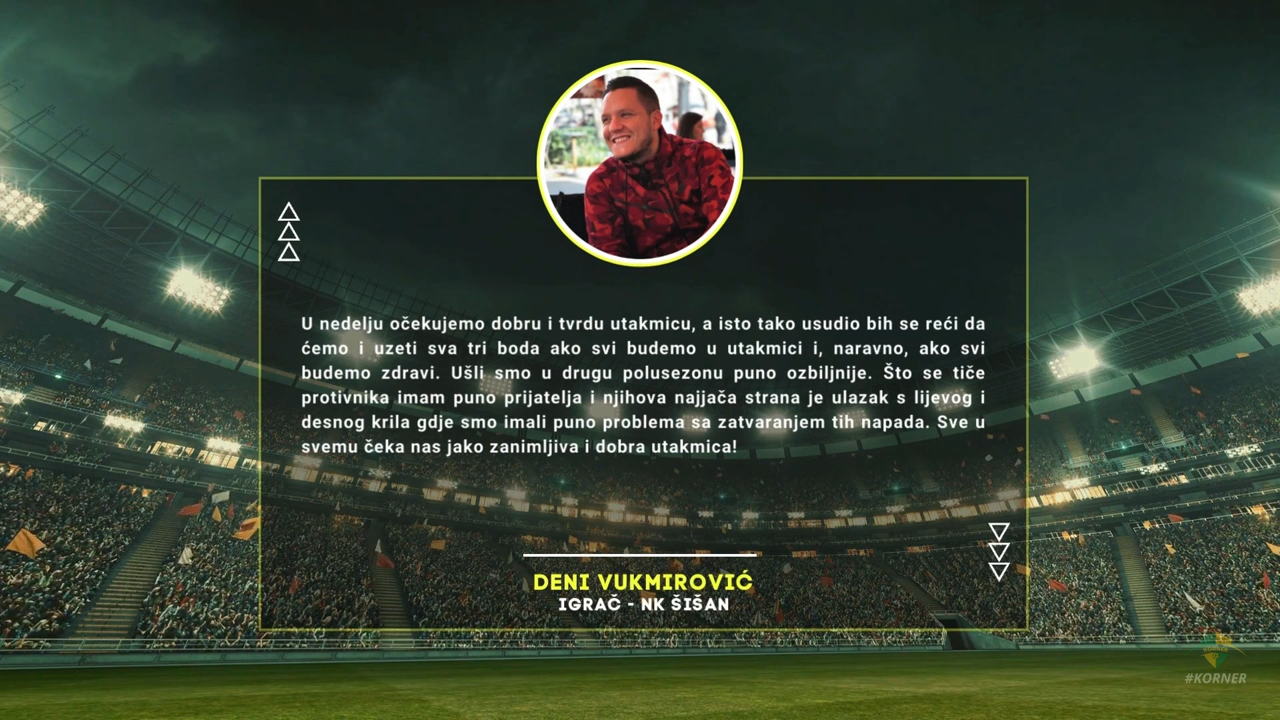 U nedelju očekujemo dobru i tvrdu utakmicu, a isto tako usudio bih se reći da
ćemo i uzeti sva tri boda ako svi budemo u utakmici i, naravno, ako svi
budemo zdravi. Ušli smo u drugu polusezonu puno ozbiljnije. Što se tiče
protivnika imam puno prijatelja i njihova najjača strana je ulazak s lijevog i
desnog krila gdje smo imali puno problema sa zatvaranjem tih napada. Sve u
svemu čeka nas jako zanimljiva i dobra utakmica!
DENI VUKMIROVIĆ
IGRAČ - NK ŠIŠAN
KORNER
#KORNER